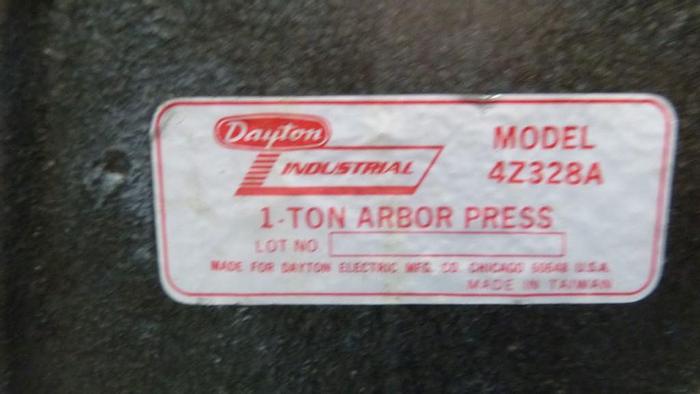 Dayton
INDUSTRIAL
MODEL
4Z328A
1-TON ARBOR PRESS
LOT NO
MADE FOR DAYTON ELECTRIC MFG. CO. CHICAGO 60648 U.S.A.
MADE IN TAIWAN